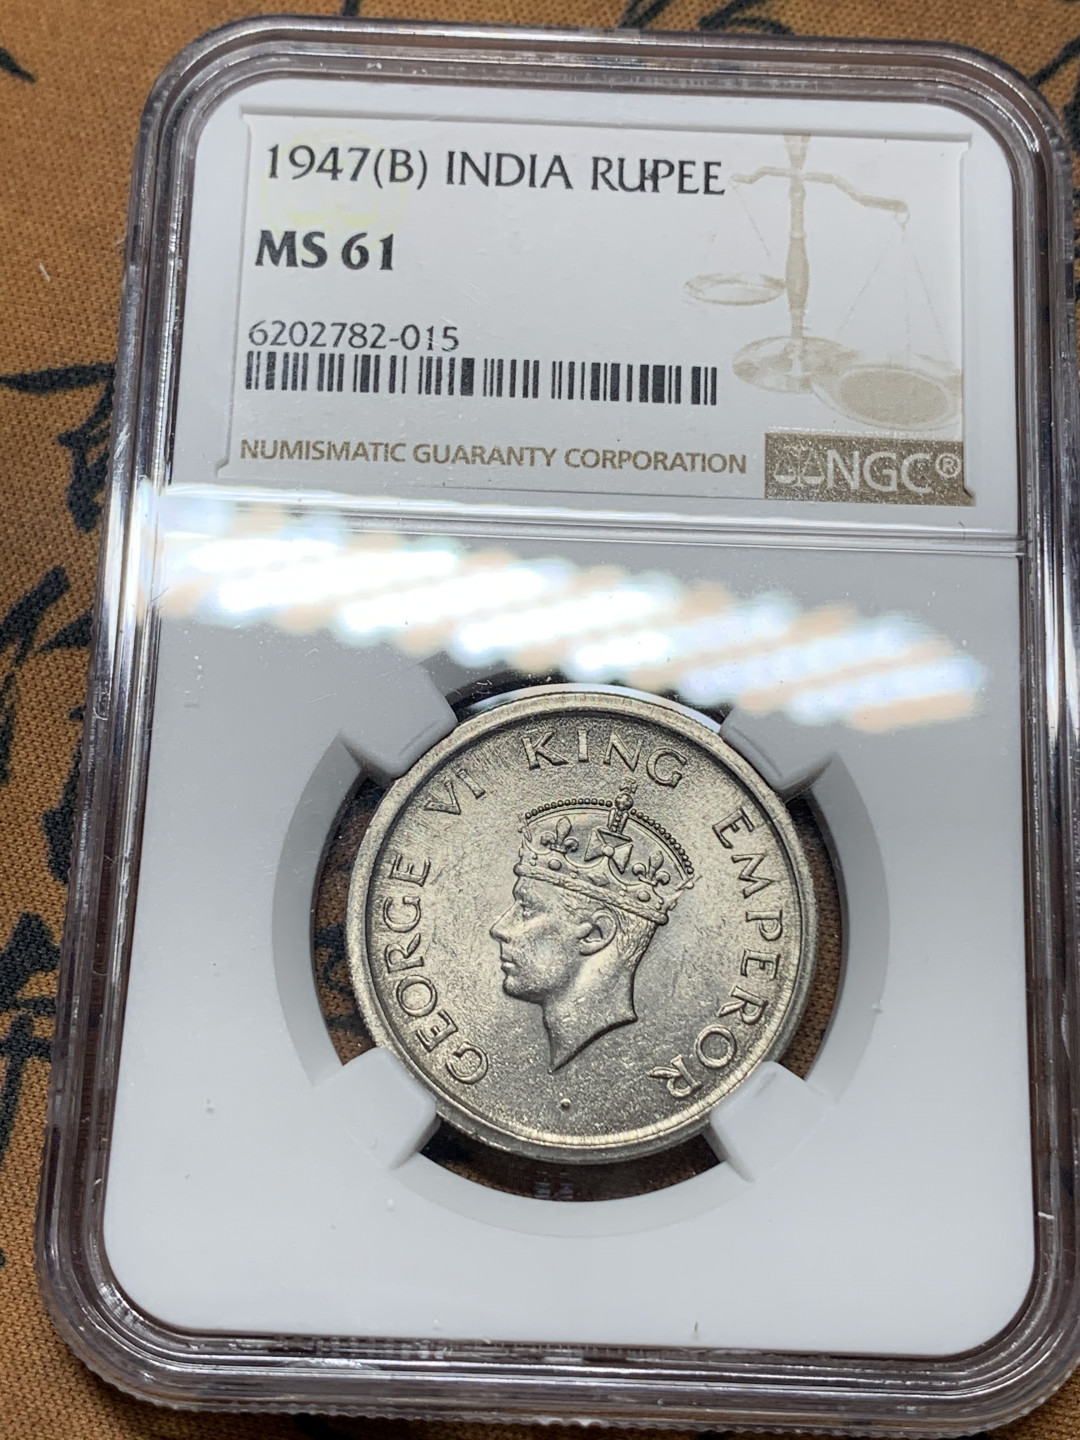 1947(B) INDIA RUPEE
MS 61
6202782-015
NUMISMATIC GUARANTY CORPORATION
NGC®
GEORGE VI KING EMPEROR